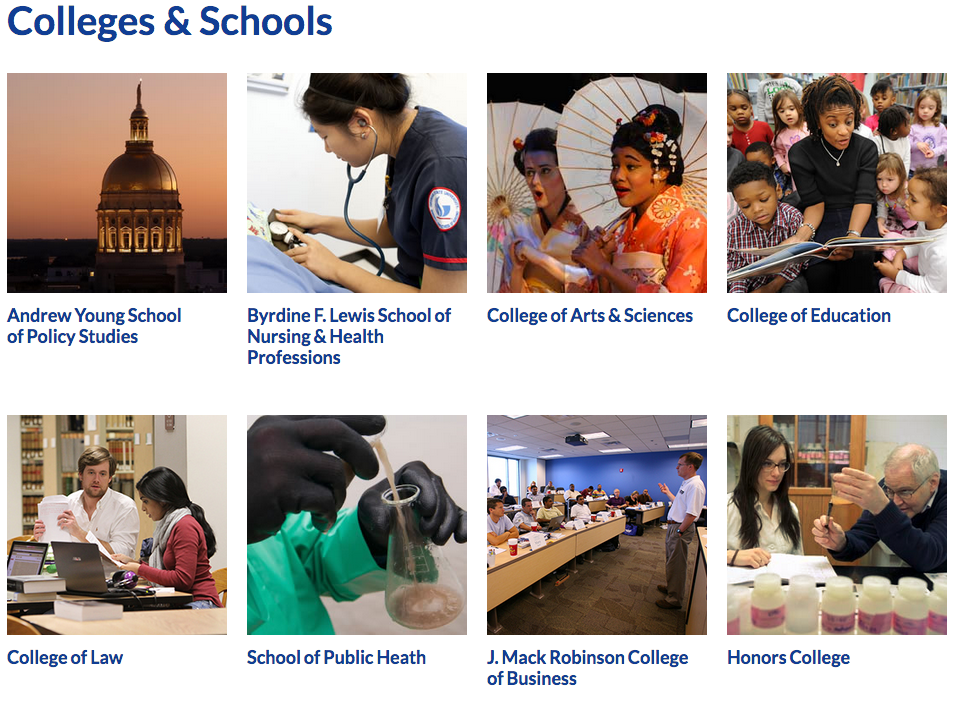 Colleges & Schools
Andrew Young School
of Policy Studies
Byrdine F. Lewis School of
Nursing & Health
Professions
College of Arts & Sciences
College of Education
College of Law
School of Public Heath
J. Mack Robinson College
of Business
Honors College